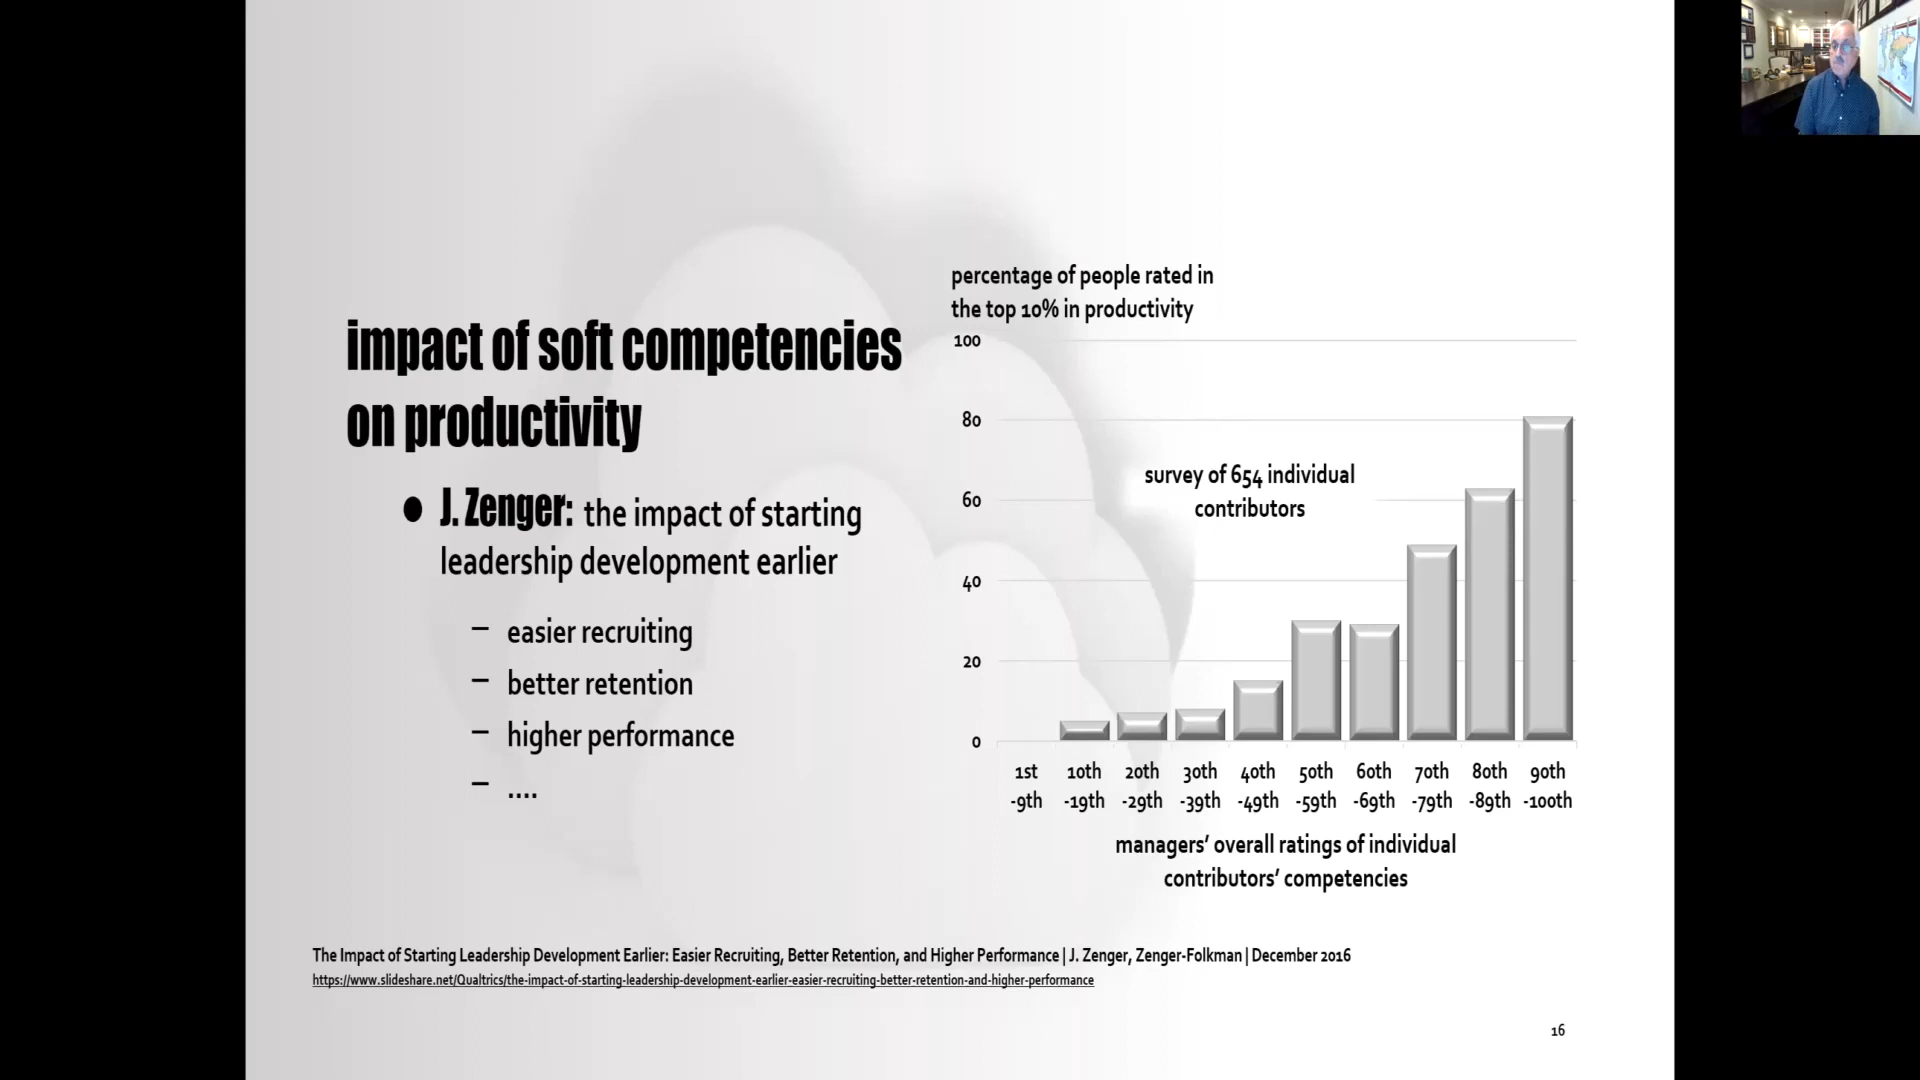 impact of soft competencies
on productivity
● J. Zenger: the impact of starting
leadership development earlier
– easier recruiting
– better retention
– higher performance
– ....
percentage of people rated in
the top 10% in productivity
100
80
60
40
20
0
survey of 654 individual
contributors
1st 10th 20th 30th 40th 50th 60th 70th 80th 90th
-9th -19th -29th -39th -49th -59th -69th -79th -89th -100th
managers’ overall ratings of individual
contributors’ competencies
The Impact of Starting Leadership Development Earlier: Easier Recruiting, Better Retention, and Higher Performance | J. Zenger, Zenger-Folkman | December 2016
https://www.slideshare.net/Qualtrics/the-impact-of-starting-leadership-development-earlier-easier-recruiting-better-retention-and-higher-performance
16